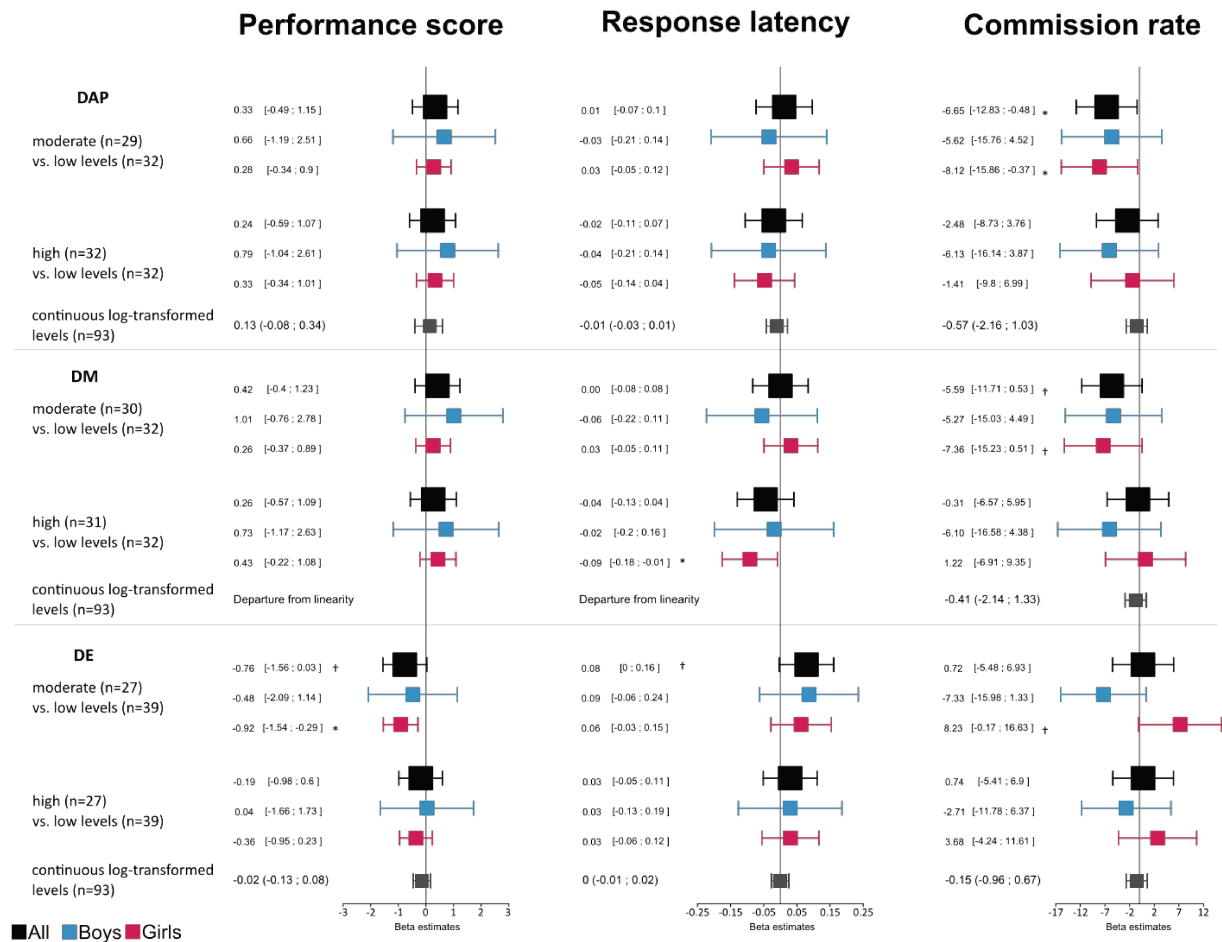 Performance score Response latency Commission rate
DAP
0.33 [-0.49 ; 1.15 ] 0.01 [-0.07 ; 0.1 ] -6.65 [-12.83 ; -0.48 ] *
moderate (n=29)
0.66 [-1.19 ; 2.51 ] -0.03 [-0.21 ; 0.14 ] -5.62 [-15.76 ; 4.52 ]
vs. low levels (n=32)
0.28 [-0.34 ; 0.9 ] 0.03 [-0.05 ; 0.12 ] -8.12 [-15.86 ; -0.37 ] *
0.24 [-0.59 ; 1.07 ] -0.02 [-0.11 ; 0.07 ] -2.48 [-8.73 ; 3.76 ]
high (n=32)
0.79 [-1.04 ; 2.61 ] -0.04 [-0.21 ; 0.14 ] -6.13 [-16.14 ; 3.87 ]
vs. low levels (n=32)
0.33 [-0.34 ; 1.01 ] -0.05 [-0.14 ; 0.04 ] -1.41 [-9.8 ; 6.99 ]
continuous log-transformed
levels (n=93)
0.13 (-0.08 ; 0.34 ) -0.01 (-0.03 ; 0.01 ) -0.57 (-2.16 ; 1.03)
DM
0.42 [-0.4 ; 1.23 ] 0.00 [-0.08 ; 0.08 ] -5.59 [-11.71 ; 0.53 ] †
moderate (n=30)
1.01 [-0.76 ; 2.78 ] -0.06 [-0.22 ; 0.11 ] -5.27 [-15.03 ; 4.49 ]
vs. low levels (n=32)
0.26 [-0.37 ; 0.89 ] 0.03 [-0.05 ; 0.11 ] -7.36 [-15.23 ; 0.51 ] †
0.26 [-0.57 ; 1.09 ] -0.04 [-0.13 ; 0.04 ] -0.31 [-6.57 ; 5.95 ]
high (n=31)
0.73 [-1.17 ; 2.63 ] -0.02 [-0.2 ; 0.16 ] -6.10 [-16.58 ; 4.38 ]
vs. low levels (n=32)
0.43 [-0.22 ; 1.08 ] -0.09 [-0.18 ; -0.01 ] * 1.22 [-6.91 ; 9.35 ]
continuous log-transformed
levels (n=93)
Departure from linearity Departure from linearity -0.41 (-2.14 ; 1.33)
DE
-0.76 [-1.56 ; 0.03 ] † 0.08 [0 ; 0.16 ] † 0.72 [-5.48 ; 6.93 ]
moderate (n=27)
-0.48 [-2.09 ; 1.14 ] 0.09 [-0.06 ; 0.24 ] -7.33 [-15.98 ; 1.33 ]
vs. low levels (n=39)
-0.92 [-1.54 ; -0.29 ] * 0.06 [-0.03 ; 0.15 ] 8.23 [-0.17 ; 16.63 ] †
-0.19 [-0.98 ; 0.6 ] 0.03 [-0.05 ; 0.11 ] 0.74 [-5.41 ; 6.9 ]
high (n=27)
0.04 [-1.66 ; 1.73 ] 0.03 [-0.13 ; 0.19 ] -2.71 [-11.78 ; 6.37 ]
vs. low levels (n=39)
-0.36 [-0.95 ; 0.23 ] 0.03 [-0.06 ; 0.12 ] 3.68 [-4.24 ; 11.61 ]
continuous log-transformed
levels (n=93)
-0.02 (-0.13 ; 0.08 ) 0 (-0.01 ; 0.02 ) -0.15 (-0.96 ; 0.67)
-3 -2 -1 0 1 2 3 -0.25 -0.15 -0.05 0.05 0.15 0.25 -17 -12 -7 -2 2 7 12
Beta estimates Beta estimates Beta estimates
All Boys Girls